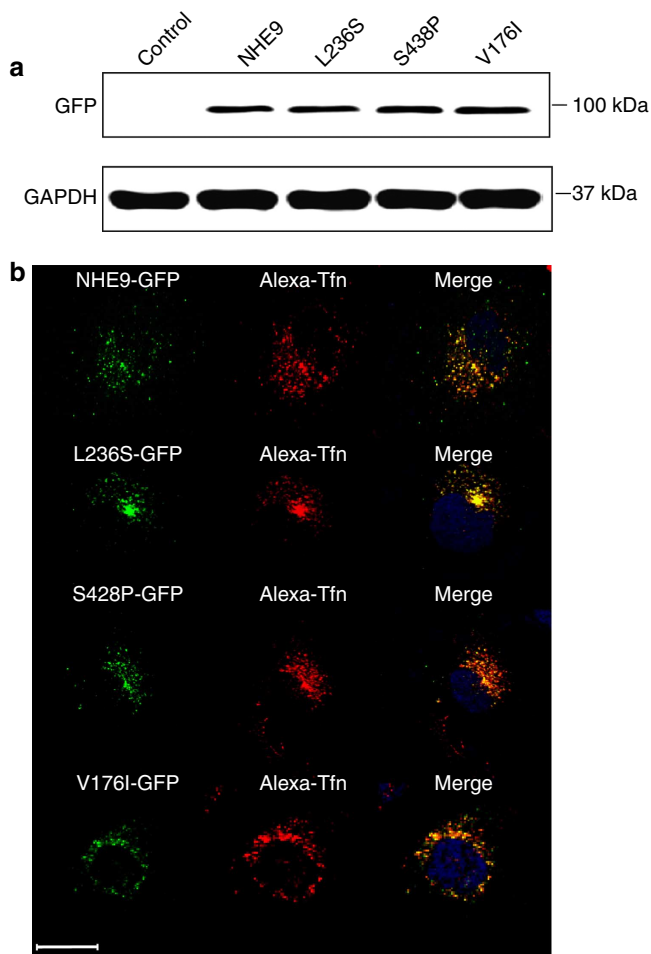 a
Control NHE9 L236S S438P V176I
GFP 100 kDa
GAPDH 37 kDa
b
NHE9-GFP Alexa-Tfn Merge
L236S-GFP Alexa-Tfn Merge
S428P-GFP Alexa-Tfn Merge
V176I-GFP Alexa-Tfn Merge